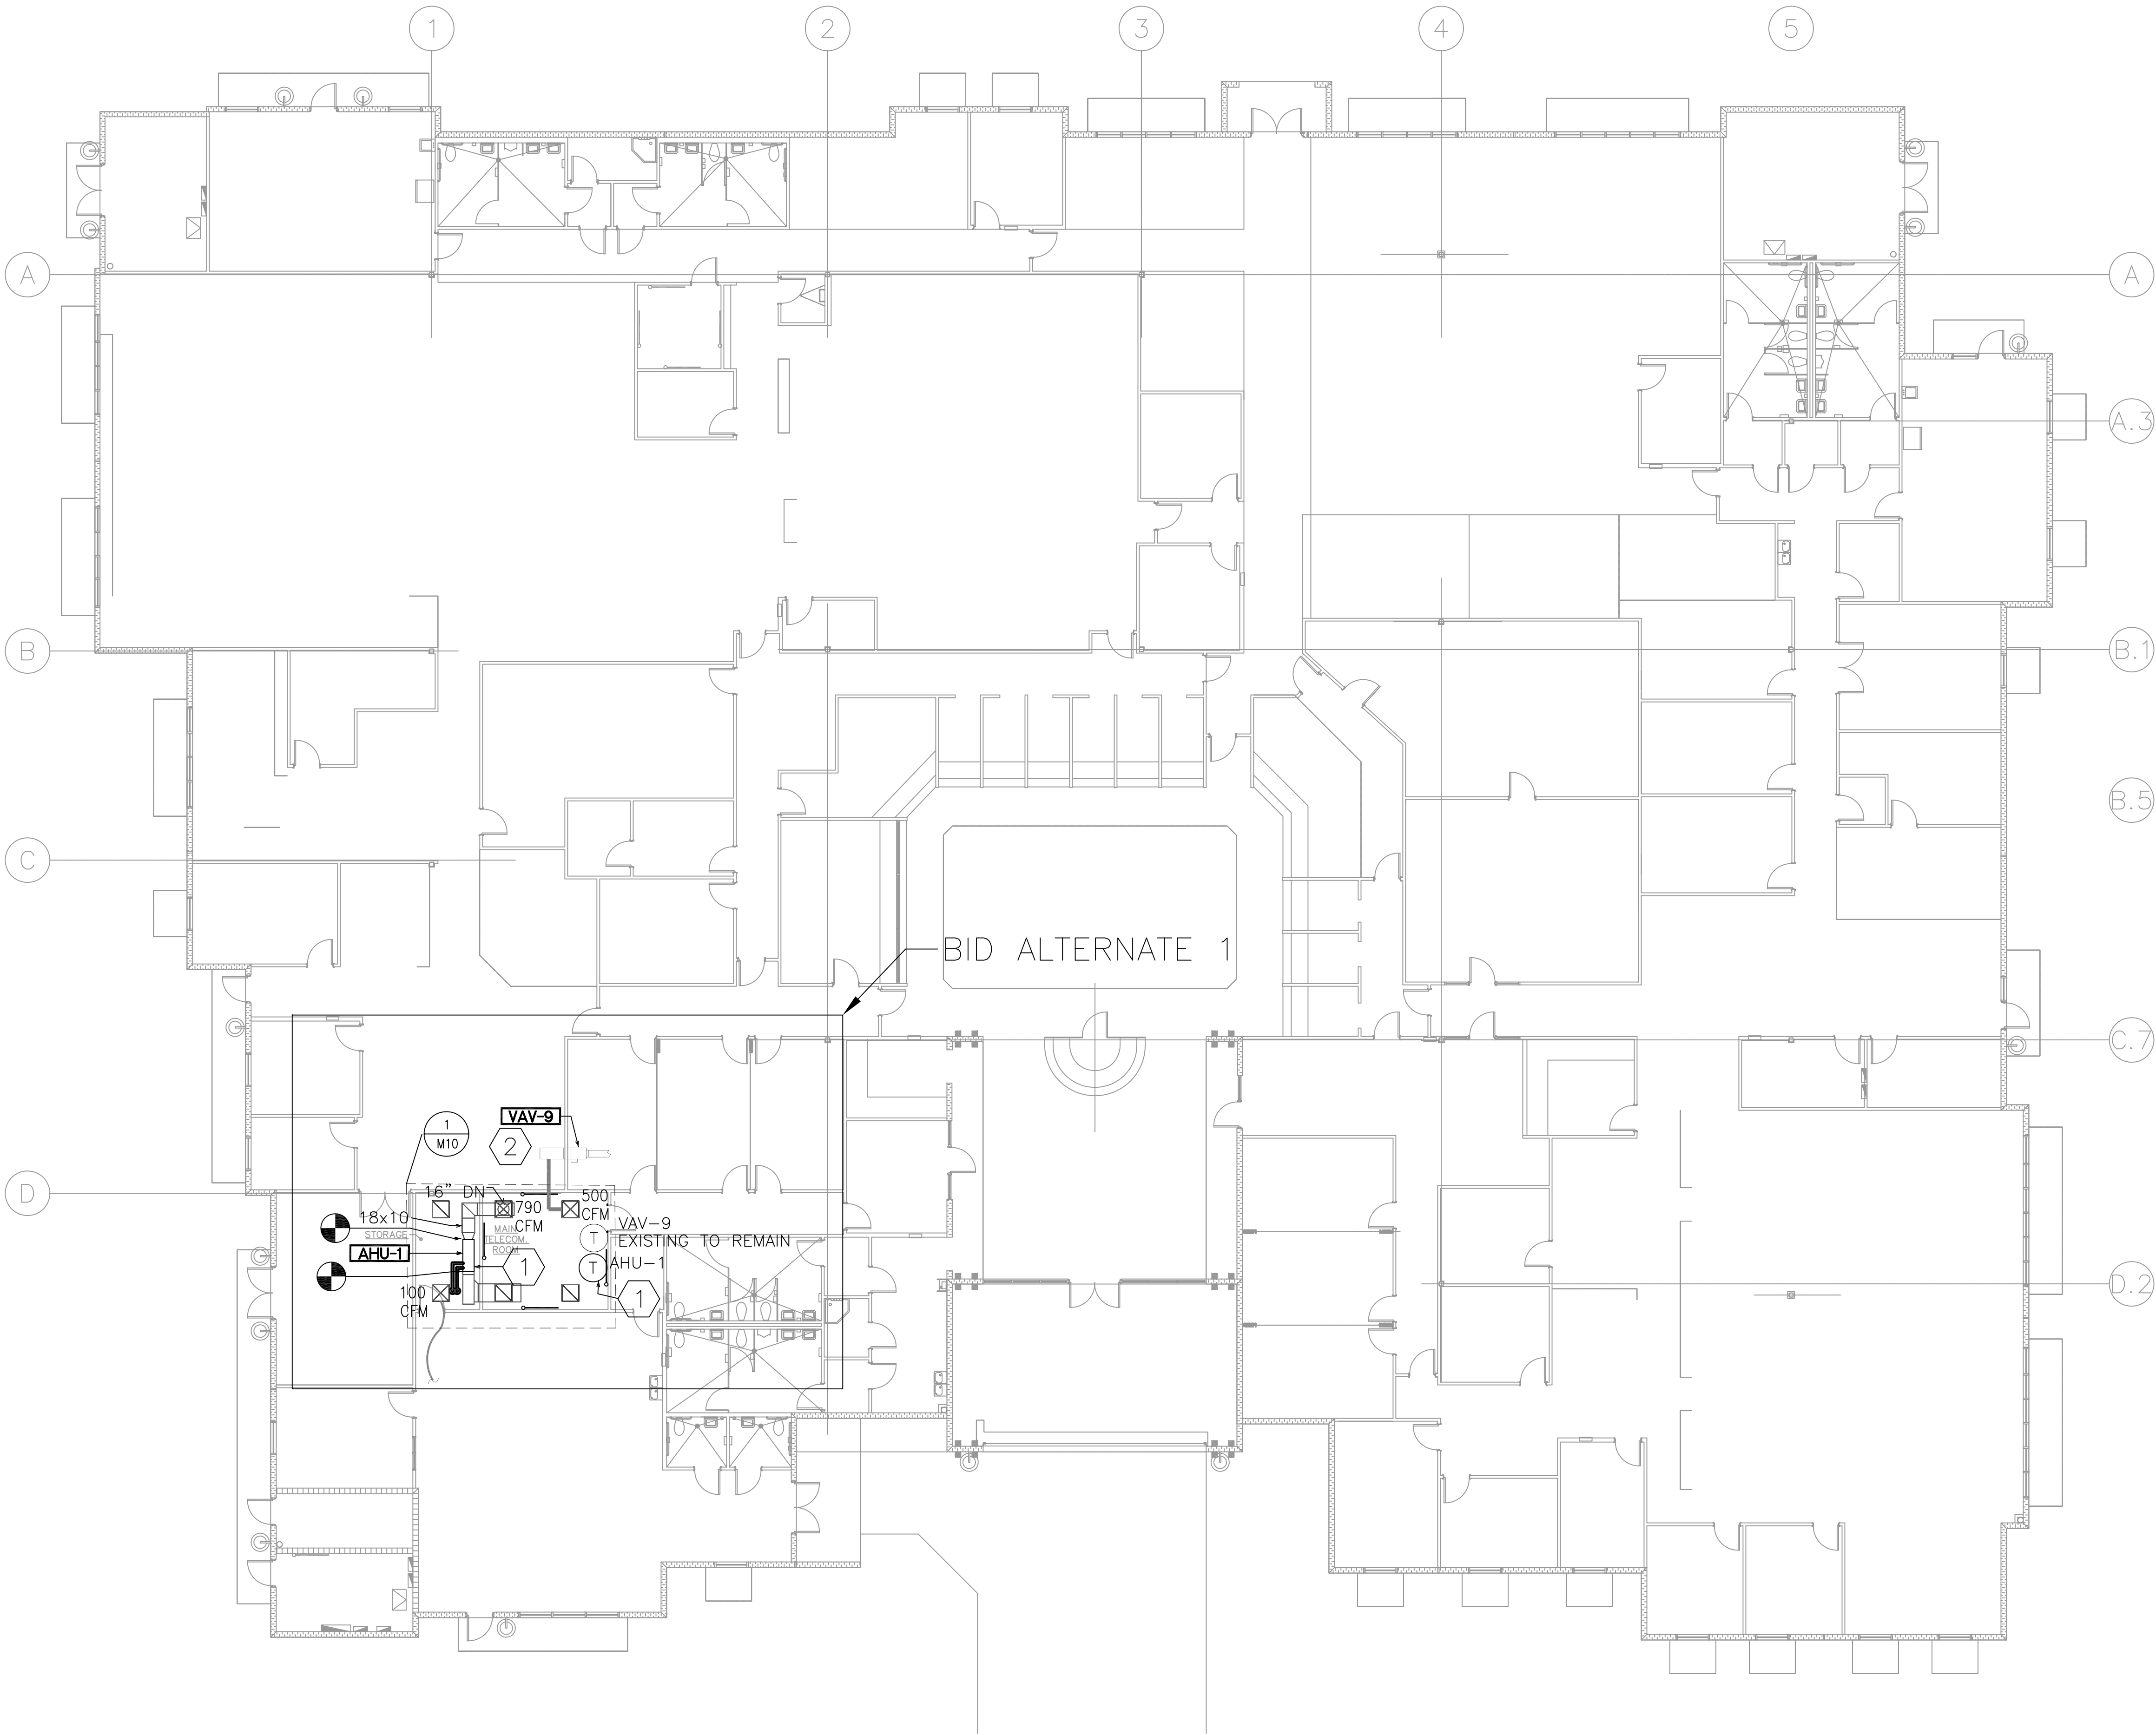 1
2
3
4
5
A
A
A.3
B
B.1
B.5
C
BID ALTERNATE 1
C.7
VAV-9
1
M10
2
D
16" DN
500
CFM
790
CFM
18x10
VAV-9
EXISTING TO REMAIN
STORAGE
MAIN
TELECOM.
ROOM
T
AHU-1
1
T
AHU-1
1
100
CFM
D.2